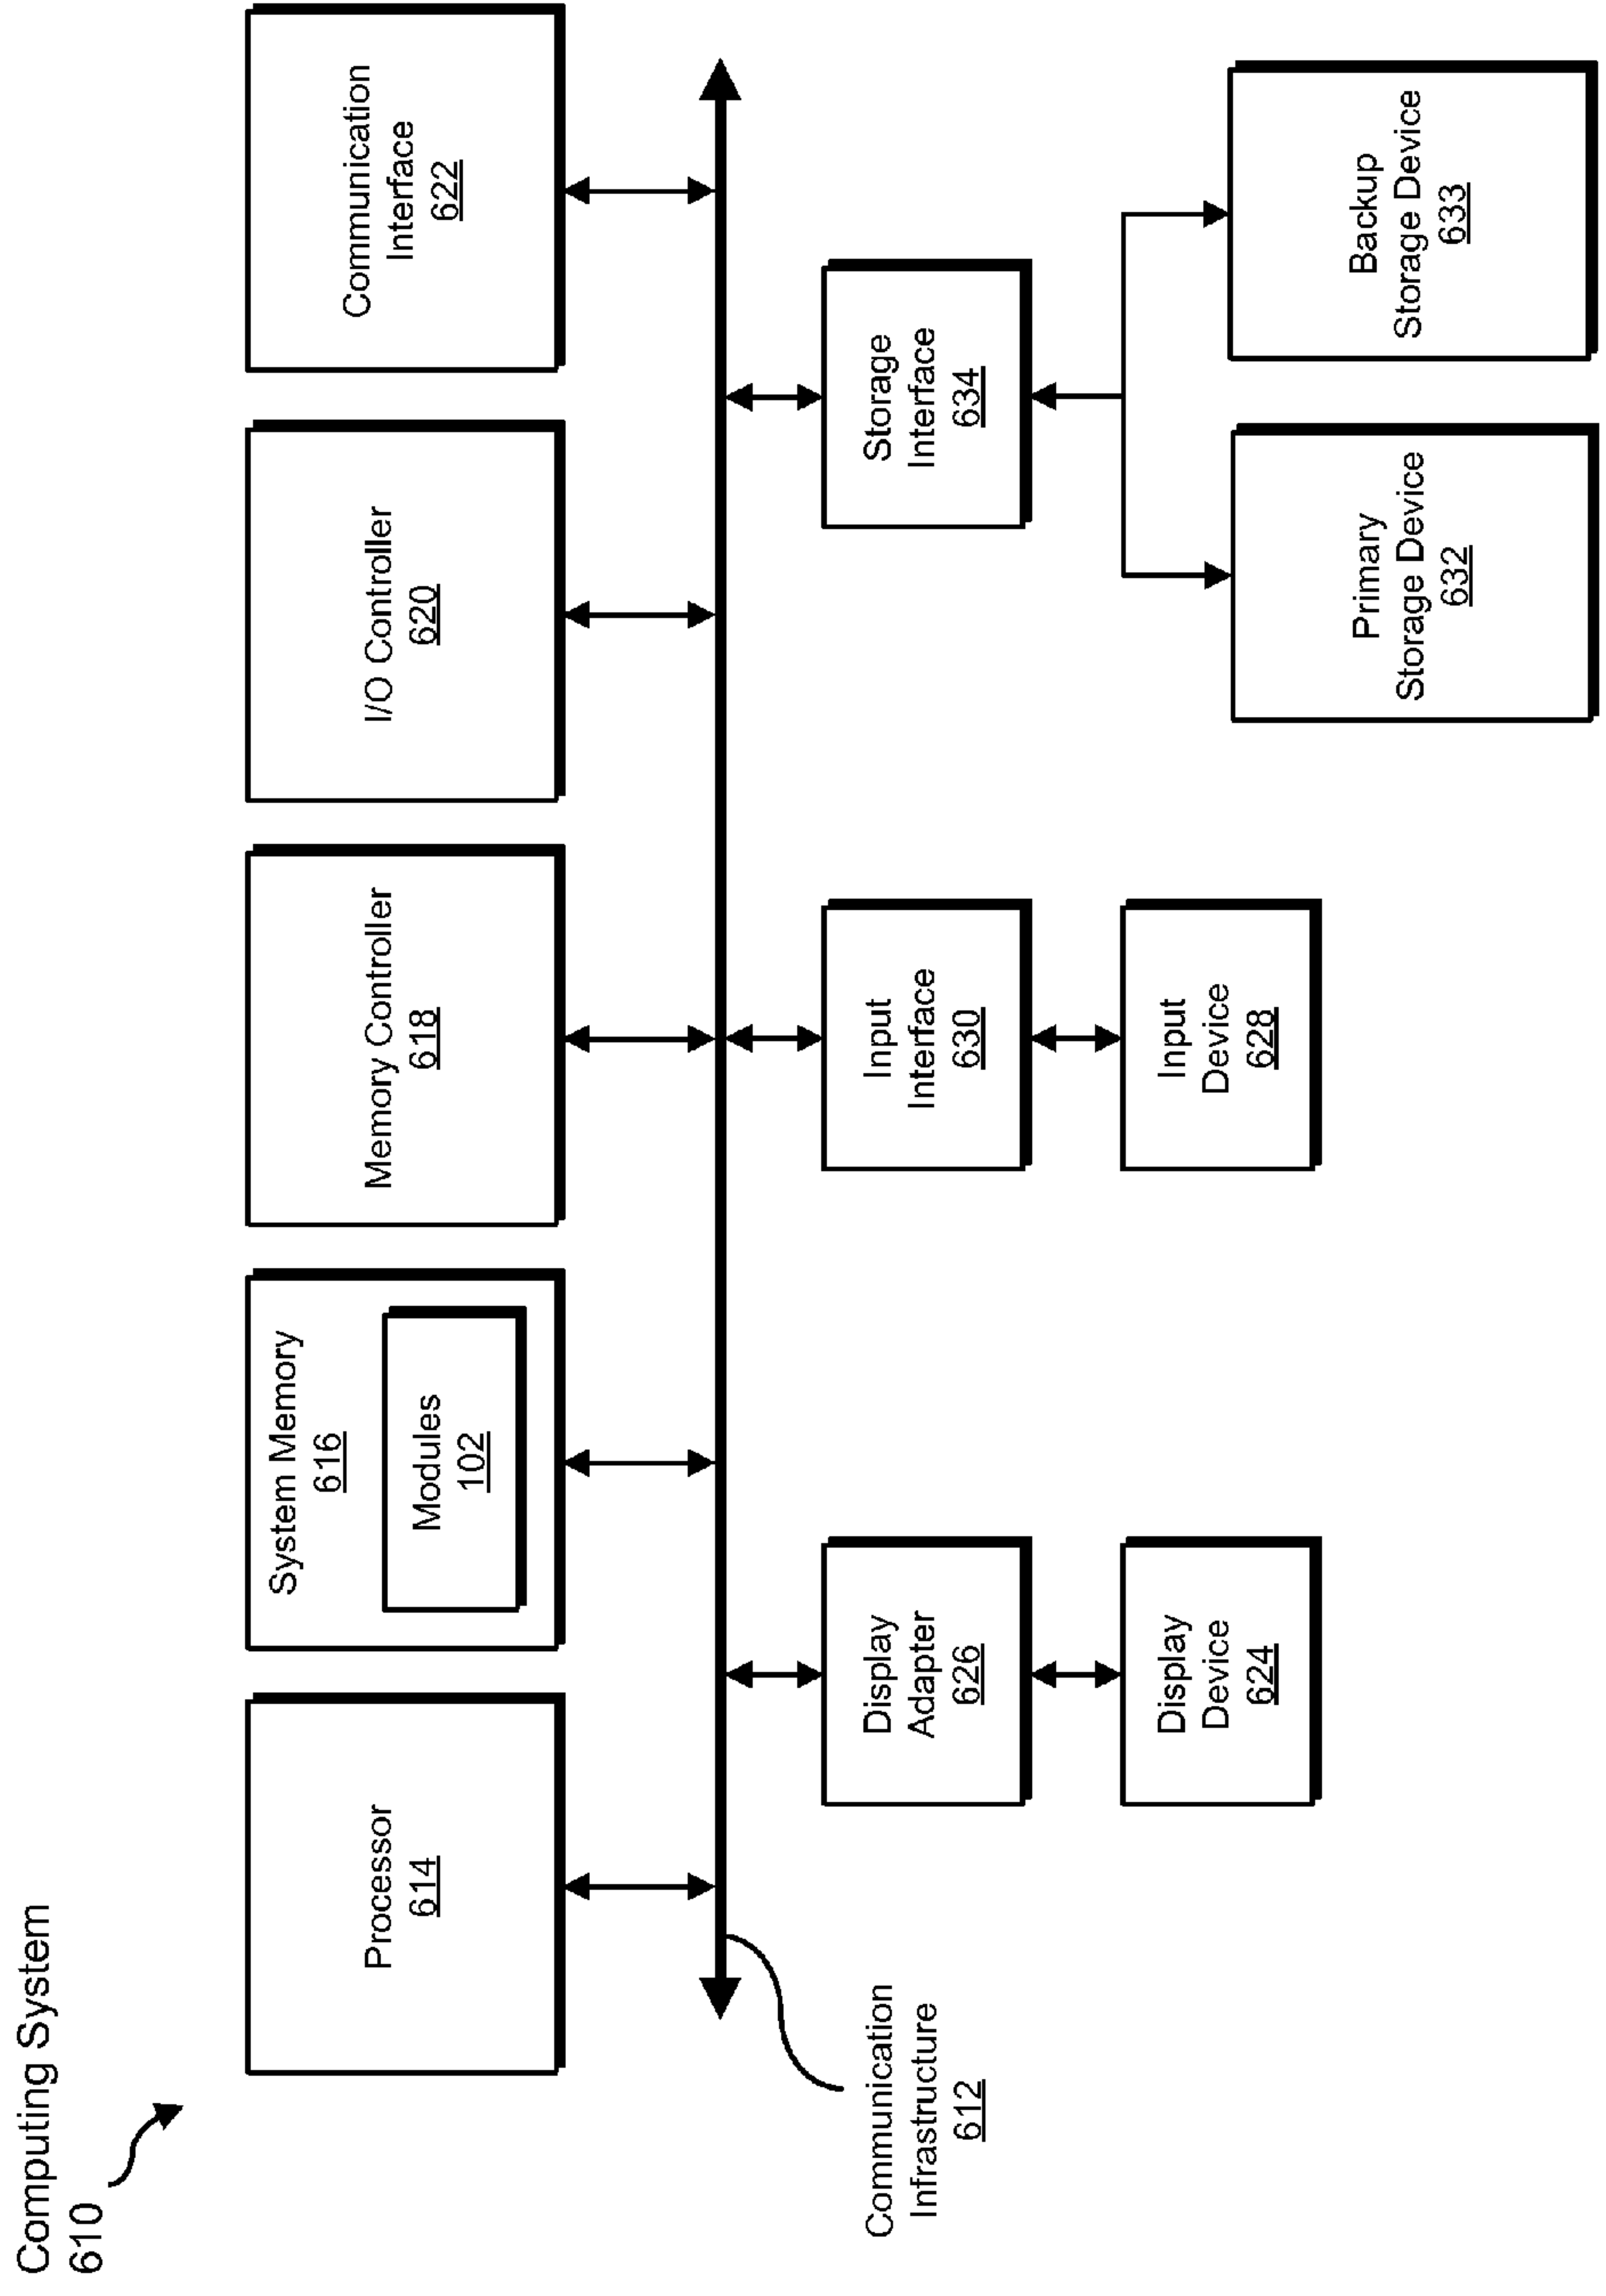 Computing System
610
Processor
614
System Memory
616
Modules
102
Memory Controller
618
I/O Controller
620
Communication
Interface
622
Communication
Infrastructure
612
Display
Adapter
626
Input
Interface
630
Storage
Interface
634
Display
Device
624
Input
Device
628
Primary
Storage Device
632
Backup
Storage Device
633